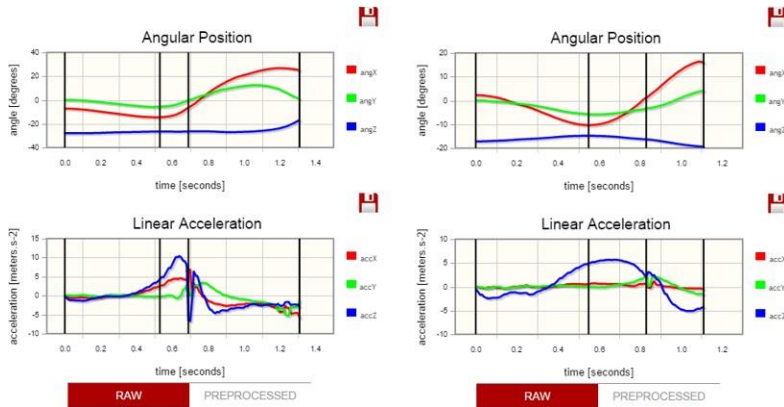 Angular Position
angle [degrees]
40
20
0
-20
-40
0.0 0.2 0.4 0.6 0.8 1.0 1.2 1.4
time [seconds]
angX
angY
angZ
Angular Position
angle [degrees]
20
10
0
-10
-20
0.0 0.2 0.4 0.6 0.8 1.0 1.2
time [seconds]
angX
angY
angZ
Linear Acceleration
acceleration [meters.s-2]
15
10
5
0
-5
-10
0.0 0.2 0.4 0.6 0.8 1.0 1.2 1.4
time [seconds]
accX
accY
accZ
RAW PREPROCESSED
Linear Acceleration
acceleration [meters.s-2]
10
5
0
-5
-10
0.0 0.2 0.4 0.6 0.8 1.0 1.2
time [seconds]
accX
accY
accZ
RAW PREPROCESSED